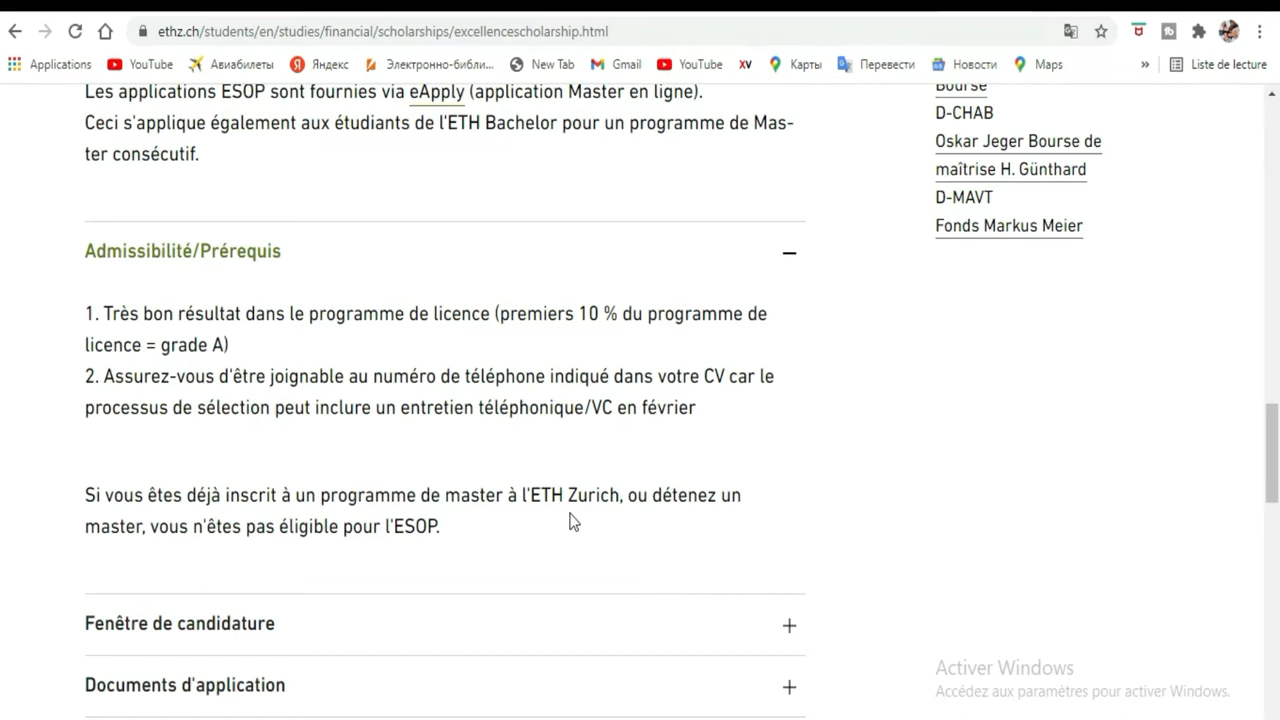 ethz.ch/students/en/studies/financial/scholarships/excellencescholarship.html
Applications YouTube Авиабилеты Яндекс Электронно-библи... New Tab Gmail YouTube XV Карты Перевести Новости Maps » Liste de lecture
Les applications ESOP sont fournies via eApply (application Master en ligne).
Ceci s'applique également aux étudiants de l'ETH Bachelor pour un programme de Mas-
ter consécutif.
Admissibilité/Prérequis
1. Très bon résultat dans le programme de licence (premiers 10 % du programme de
licence = grade A)
2. Assurez-vous d'être joignable au numéro de téléphone indiqué dans votre CV car le
processus de sélection peut inclure un entretien téléphonique/VC en février
Si vous êtes déjà inscrit à un programme de master à l'ETH Zurich, ou détenez un
master, vous n'êtes pas éligible pour l'ESOP.
Fenêtre de candidature
Documents d'application
Bourse
D-CHAB
Oskar Jeger Bourse de
maîtrise H. Günthard
D-MAVT
Fonds Markus Meier
Activer Windows
Accédez aux paramètres pour activer Windows.